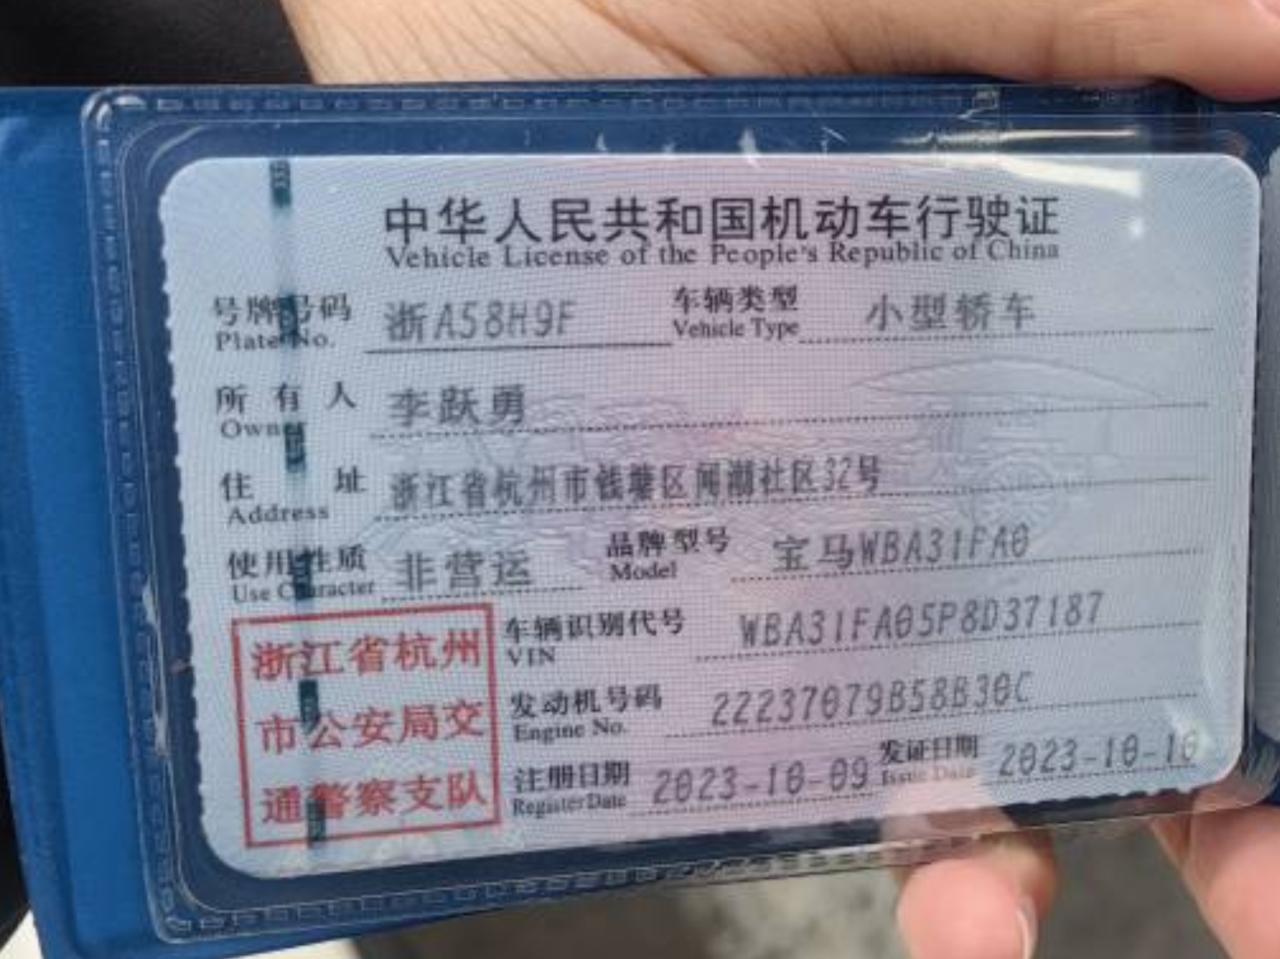 中华人民共和国机动车行驶证
Vehicle License of the People's Republic of China
号牌号码 浙A58H9F 车辆类型 小型轿车
Plate No. Vehicle Type
所有人 李跃勇
Owner
住址 浙江省杭州市钱塘区闻潮社区32号
Address
使用性质 非营运 品牌型号 宝马WBA31FA0
Use Character Model
车辆识别代号 WBA31FA05P8D37187
VIN
发动机号码 22237079B58B30C
Engine No.
注册日期 2023-10-09 发证日期 2023-10-10
Register Date Issue Date
浙江省杭州
市公安局交
通警察支队